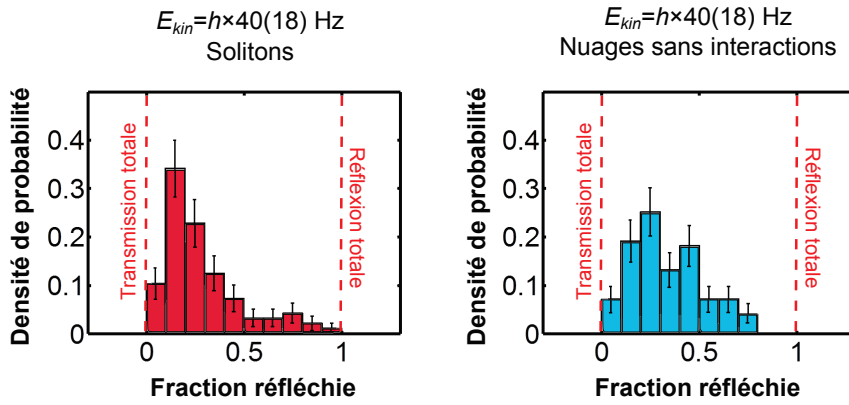 E_kin=h×40(18) Hz
Solitons
Densité de probabilité
0.4
0.3
0.2
0.1
0
Transmission totale
Réflexion totale
0
0.5
1
Fraction réfléchie
E_kin=h×40(18) Hz
Nuages sans interactions
Densité de probabilité
0.4
0.3
0.2
0.1
0
Transmission totale
Réflexion totale
0
0.5
1
Fraction réfléchie